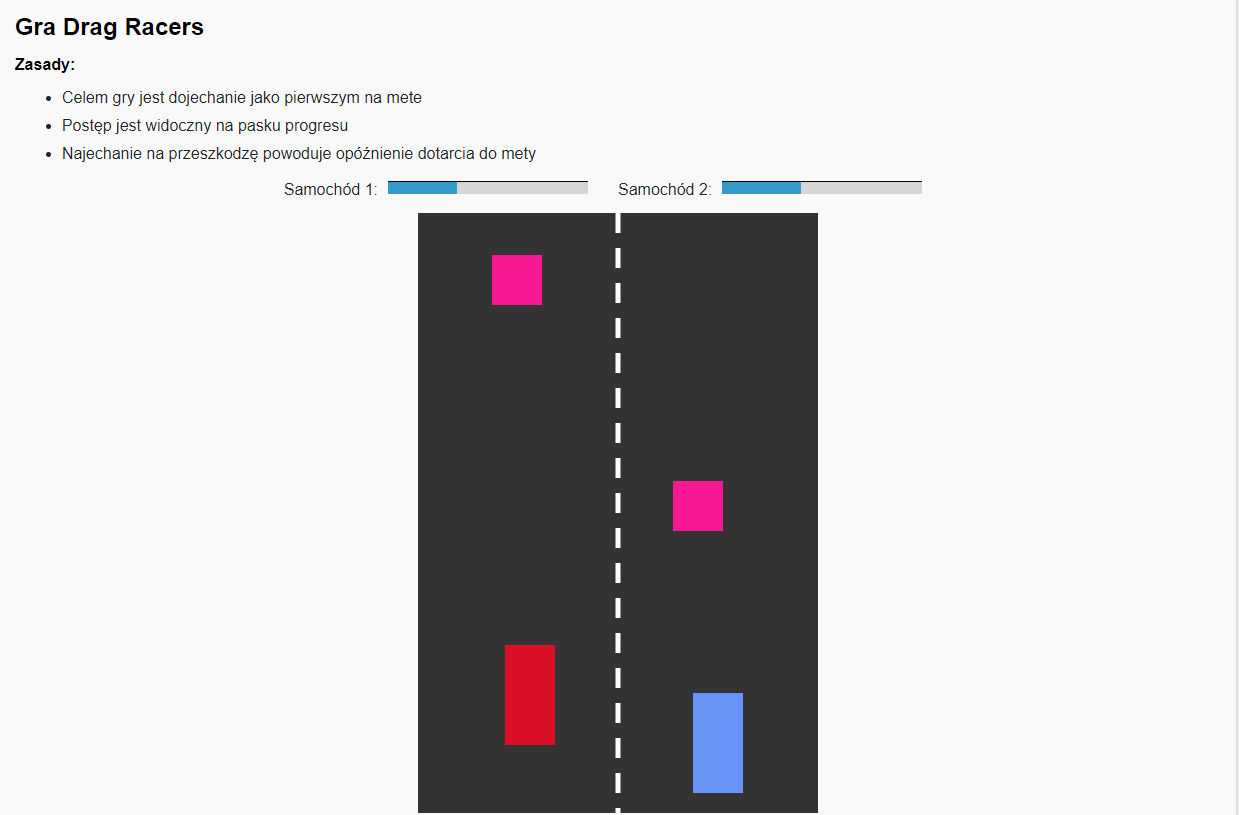 Gra Drag Racers
Zasady:
Celem gry jest dojechanie jako pierwszym na mete
Postęp jest widoczny na pasku progresu
Najechanie na przeszkodzę powoduje opóźnienie dotarcia do mety
Samochód 1: Samochód 2: